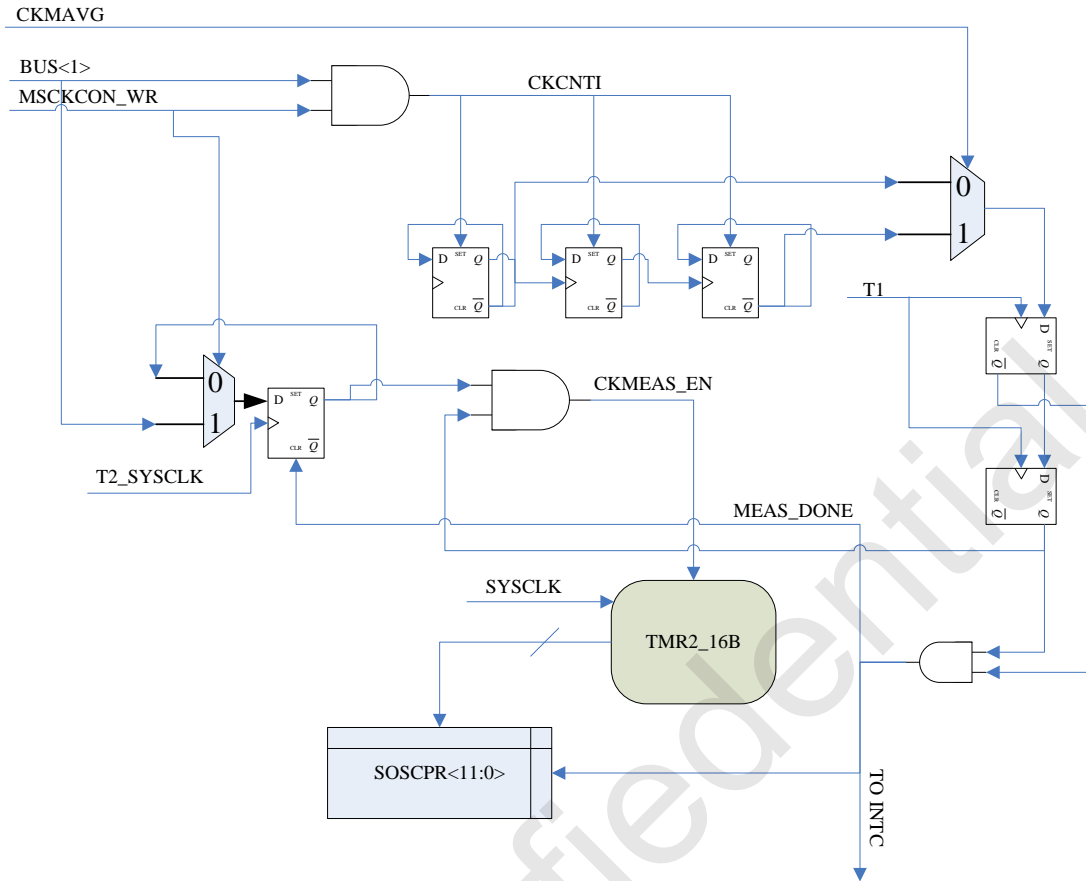 CKMAVG
BUS<1>
MSCKCON_WR
CKCNTI
0
1
D SET Q
CLR Q
D SET Q
CLR Q
D SET Q
CLR Q
T1
D SET Q
CLR Q
0
1
D SET Q
CLR Q
CKMEAS_EN
T2_SYSCLK
D SET Q
CLR Q
MEAS_DONE
SYSCLK
TMR2_16B
SOSCPR<11:0>
TO INTC
fiedential